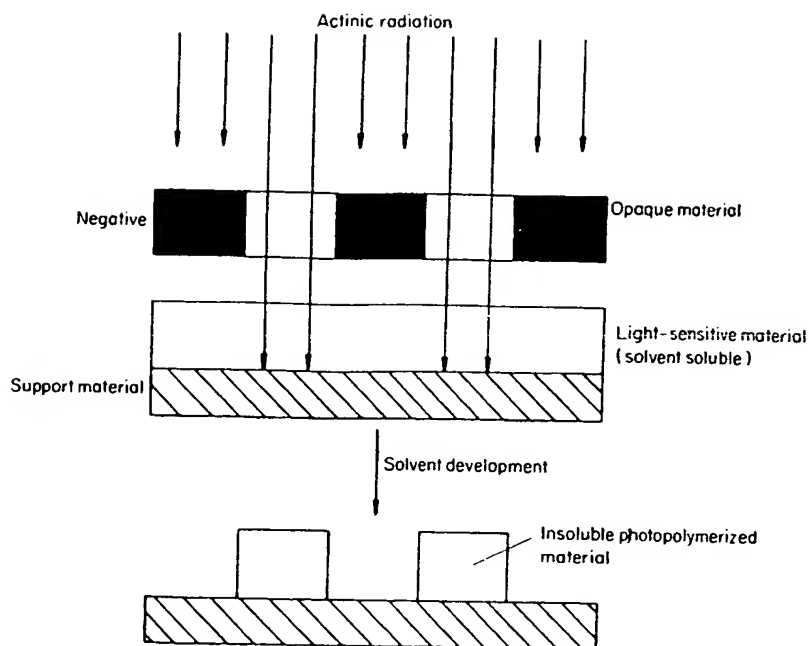 Actinic radiation
Negative
Opaque material
Light-sensitive material
(solvent soluble)
Support material
Solvent development
Insoluble photopolymerized
material